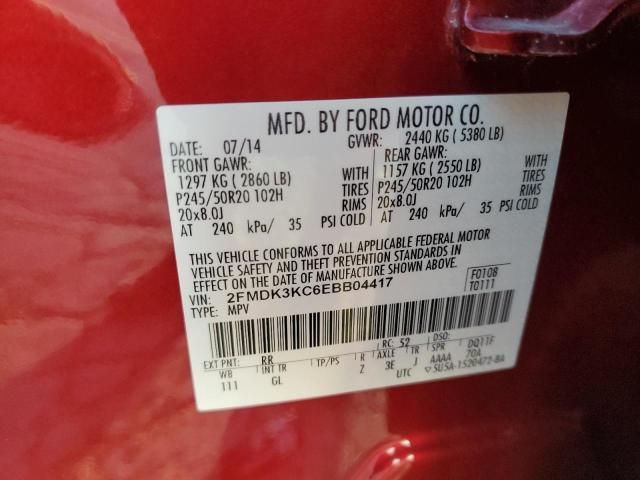 MFD. BY FORD MOTOR CO.
DATE: 07/14 GVWR: 2440 KG ( 5380 LB)
FRONT GAWR: REAR GAWR:
1297 KG ( 2860 LB) WITH 1157 KG ( 2550 LB) WITH
P245/50R20 102H TIRES P245/50R20 102H TIRES
20x8.0J RIMS 20x8.0J RIMS
AT 240 kPa/ 35 PSI COLD AT 240 kPa/ 35 PSI COLD
THIS VEHICLE CONFORMS TO ALL APPLICABLE FEDERAL MOTOR
VEHICLE SAFETY AND THEFT PREVENTION STANDARDS IN
EFFECT ON THE DATE OF MANUFACTURE SHOWN ABOVE.
VIN: 2FMDK3KC6EBB04417 F0108
TYPE: MPV T0111
EXT PNT: RR RC: 52 DSO:
WB INT TR TP/PS R AXLE TR SPR DQ11F
111 GL Z 3E J AAAA 70A
UTC ▽5U5A-1520472-BA